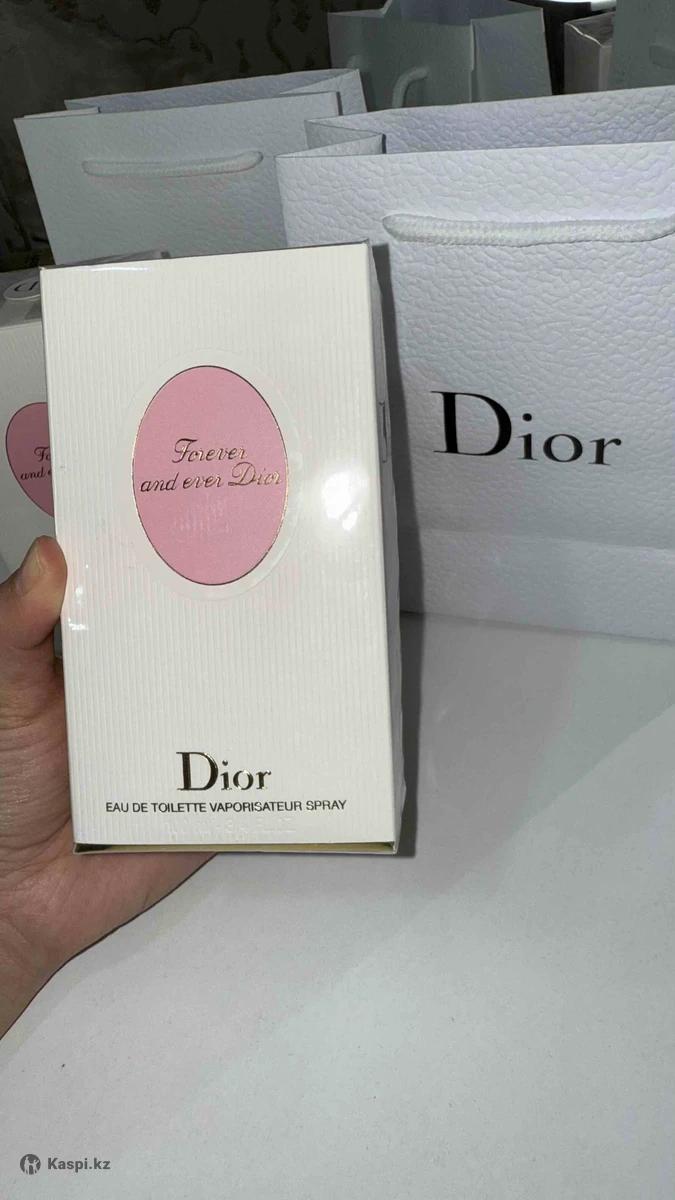 Dior
Forever
and ever Dior
Dior
EAU DE TOILETTE VAPORISATEUR SPRAY
Kaspi.kz